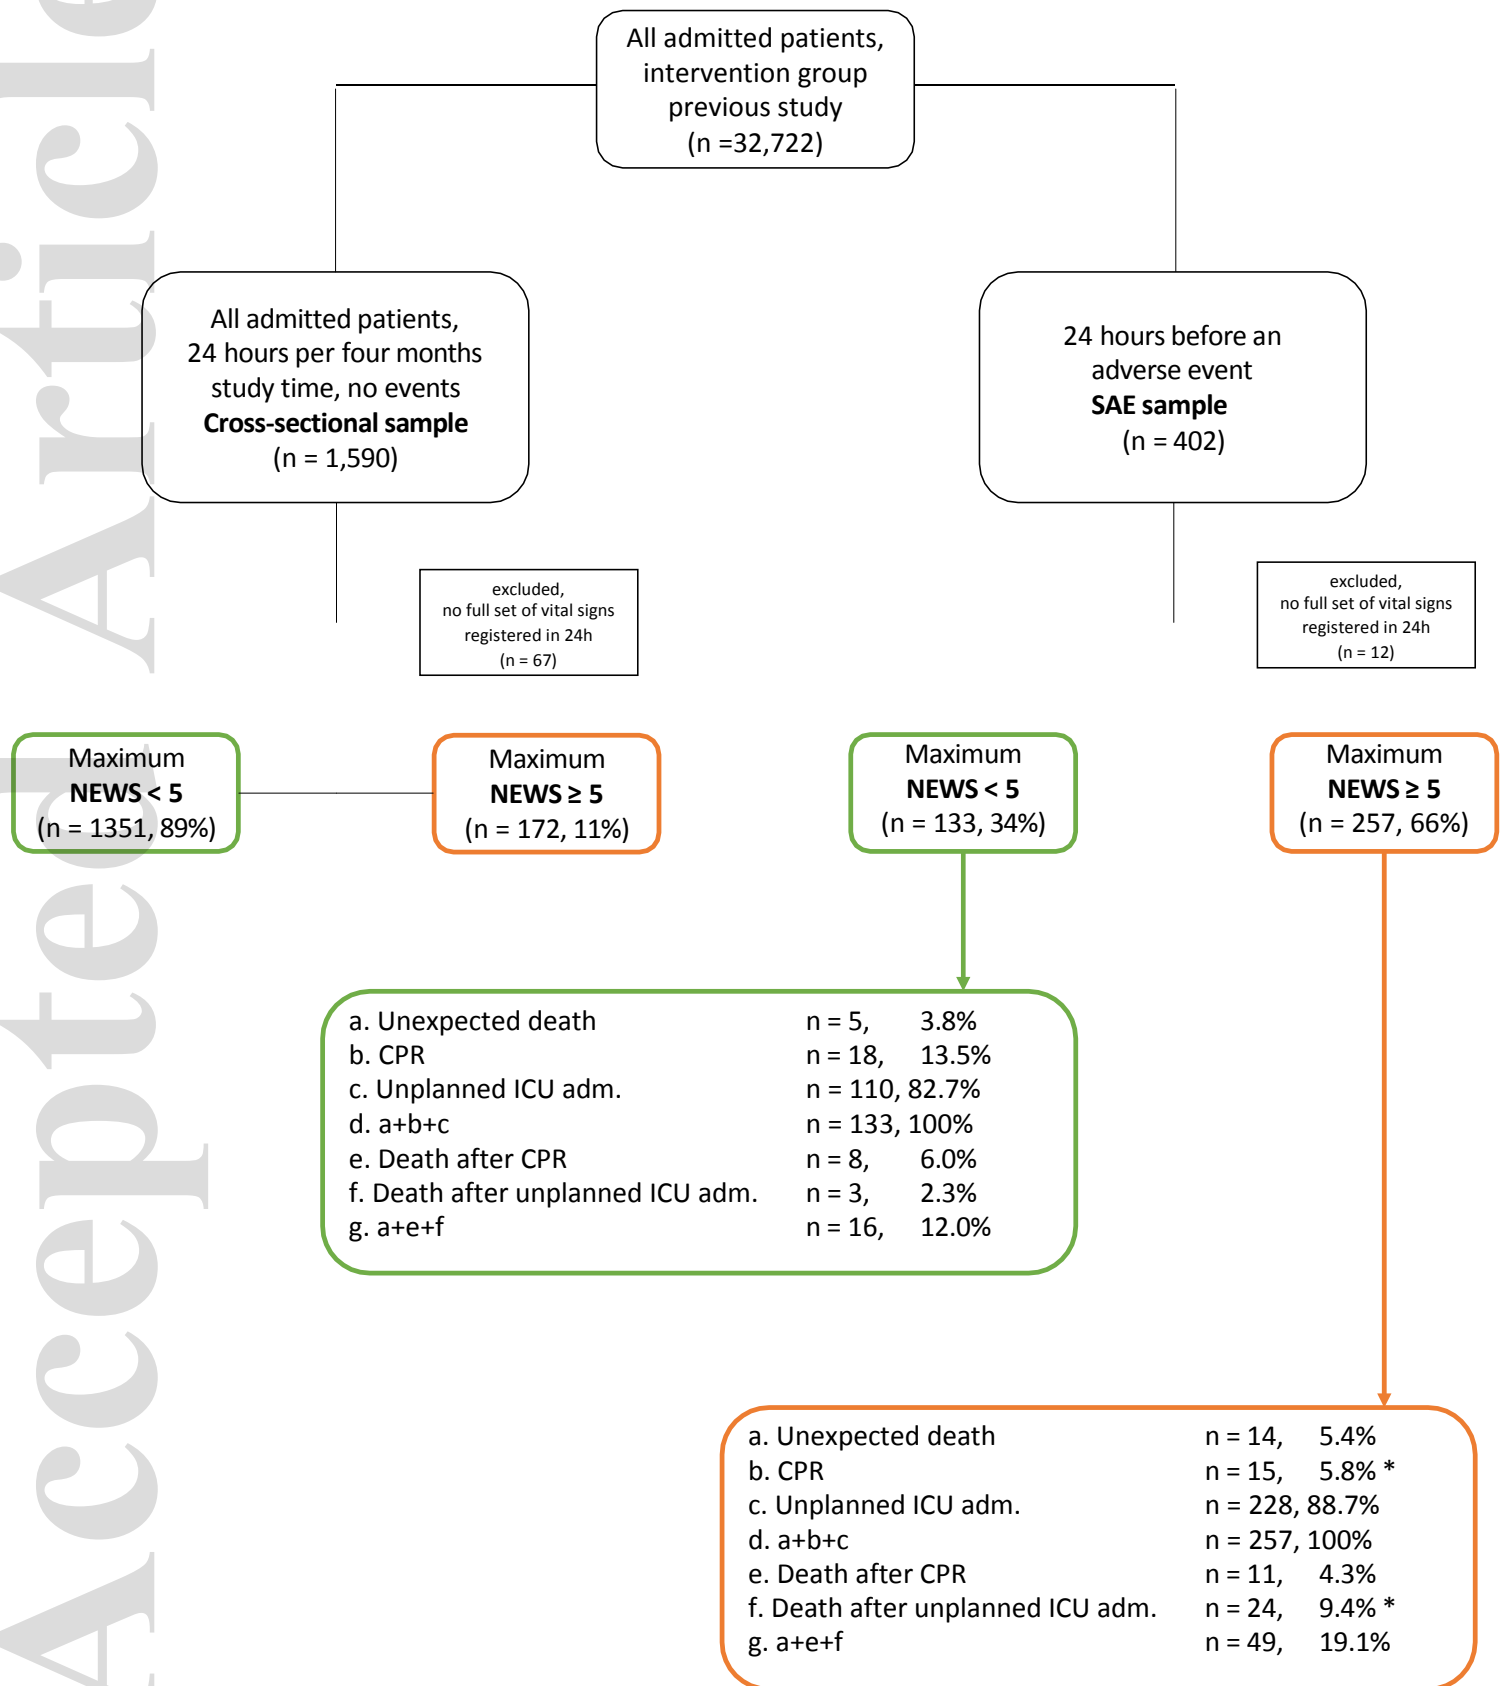 All admitted patients,
intervention group
previous study
(n =32,722)
All admitted patients,
24 hours per four months
study time, no events
Cross-sectional sample
(n = 1,590)
24 hours before an
adverse event
SAE sample
(n = 402)
excluded,
no full set of vital signs
registered in 24h
(n = 67)
excluded,
no full set of vital signs
registered in 24h
(n = 12)
Maximum
NEWS < 5
(n = 1351, 89%)
Maximum
NEWS ≥ 5
(n = 172, 11%)
Maximum
NEWS < 5
(n = 133, 34%)
Maximum
NEWS ≥ 5
(n = 257, 66%)
a. Unexpected death n = 5, 3.8%
b. CPR n = 18, 13.5%
c. Unplanned ICU adm. n = 110, 82.7%
d. a+b+c n = 133, 100%
e. Death after CPR n = 8, 6.0%
f. Death after unplanned ICU adm. n = 3, 2.3%
g. a+e+f n = 16, 12.0%
a. Unexpected death n = 14, 5.4%
b. CPR n = 15, 5.8% *
c. Unplanned ICU adm. n = 228, 88.7%
d. a+b+c n = 257, 100%
e. Death after CPR n = 11, 4.3%
f. Death after unplanned ICU adm. n = 24, 9.4% *
g. a+e+f n = 49, 19.1%
Accepted Article